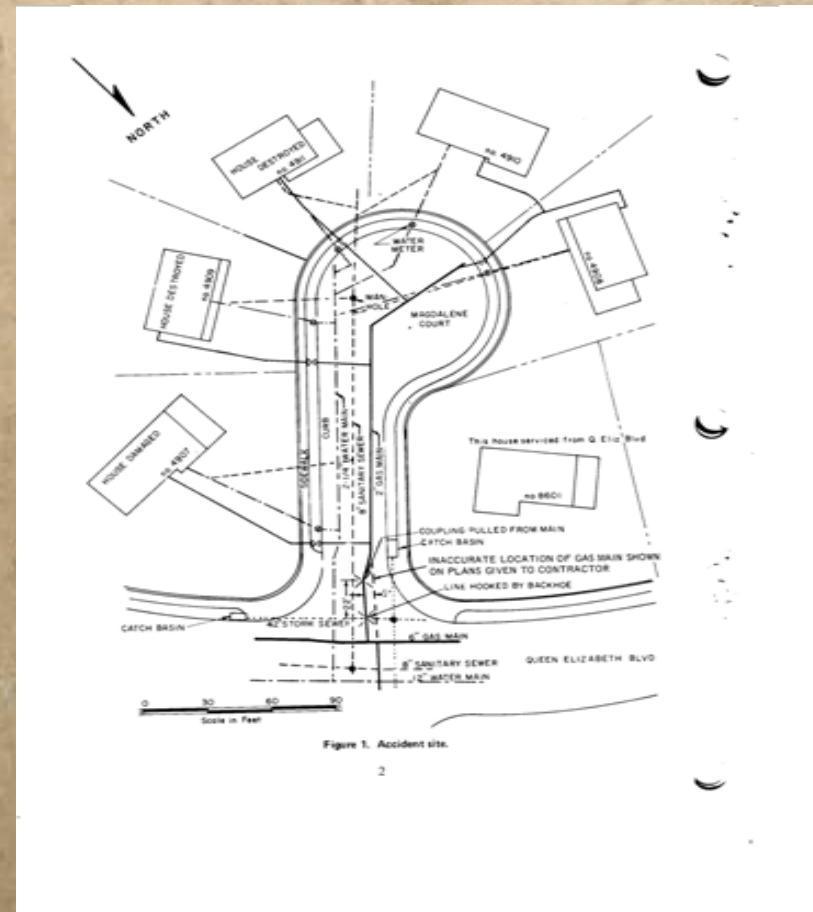 NORTH
HOUSE
DESTROYED
no. 4911
no. 4910
WATER
METER
no. 4908
HOUSE DESTROYED
no. 4909
MAN
HOLE
MAGDALENE
COURT
CURB
2-1/4 WATER MAIN
8" SANITARY SEWER
2" GAS MAIN
HOUSE DAMAGED
no. 4907
This house serviced from Q. Eliz Blvd
no 8601
COUPLING PULLED FROM MAIN
CATCH BASIN
INACCURATE LOCATION OF GAS MAIN SHOWN
ON PLANS GIVEN TO CONTRACTOR
LINE HOOKED BY BACKHOE
22'
CATCH BASIN
42 STORM SEWER
6" GAS MAIN
8" SANITARY SEWER
QUEEN ELIZABETH BLVD
12" WATER MAIN
0 30 60 90
Scale in Feet
Figure 1. Accident site.
2